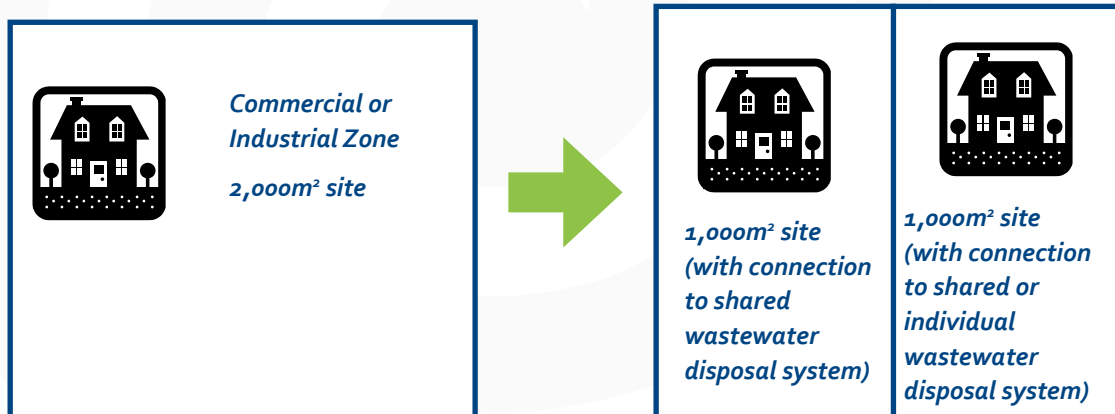 Commercial or
Industrial Zone
2,000m² site
1,000m² site
(with connection
to shared
wastewater
disposal system)
1,000m² site
(with connection
to shared or
individual
wastewater
disposal system)